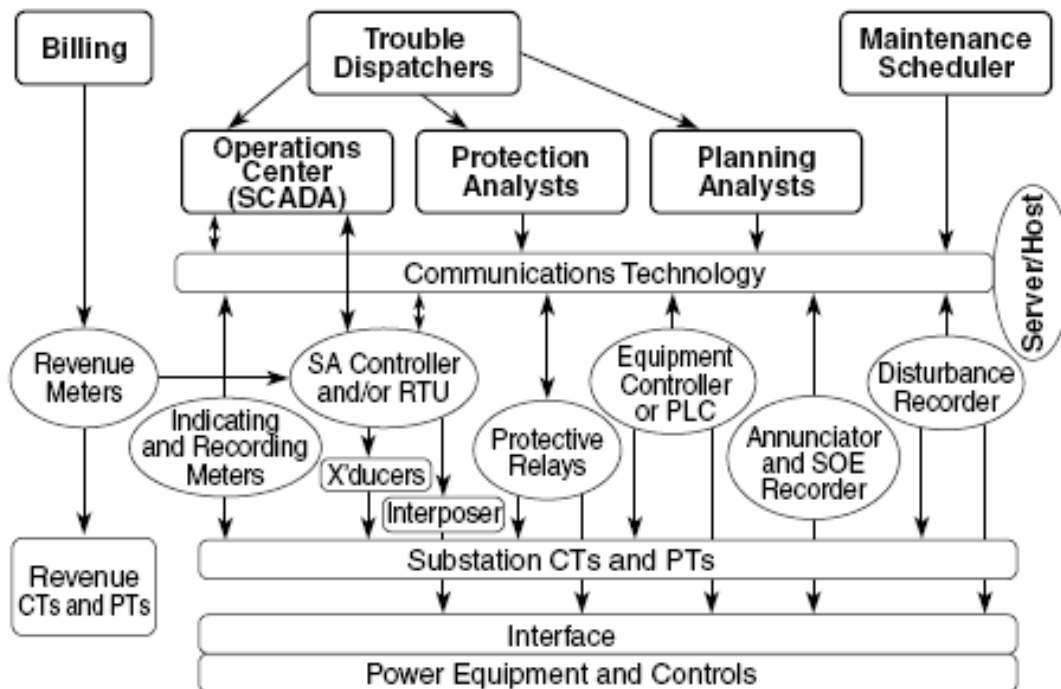 Billing
Trouble
Dispatchers
Maintenance
Scheduler
Operations
Center
(SCADA)
Protection
Analysts
Planning
Analysts
Server/Host
Communications Technology
Revenue
Meters
SA Controller
and/or RTU
Equipment
Controller
or PLC
Disturbance
Recorder
Indicating
and Recording
Meters
Protective
Relays
Annunciator
and SOE
Recorder
X'ducers
Interposer
Substation CTs and PTs
Revenue
CTs and PTs
Interface
Power Equipment and Controls